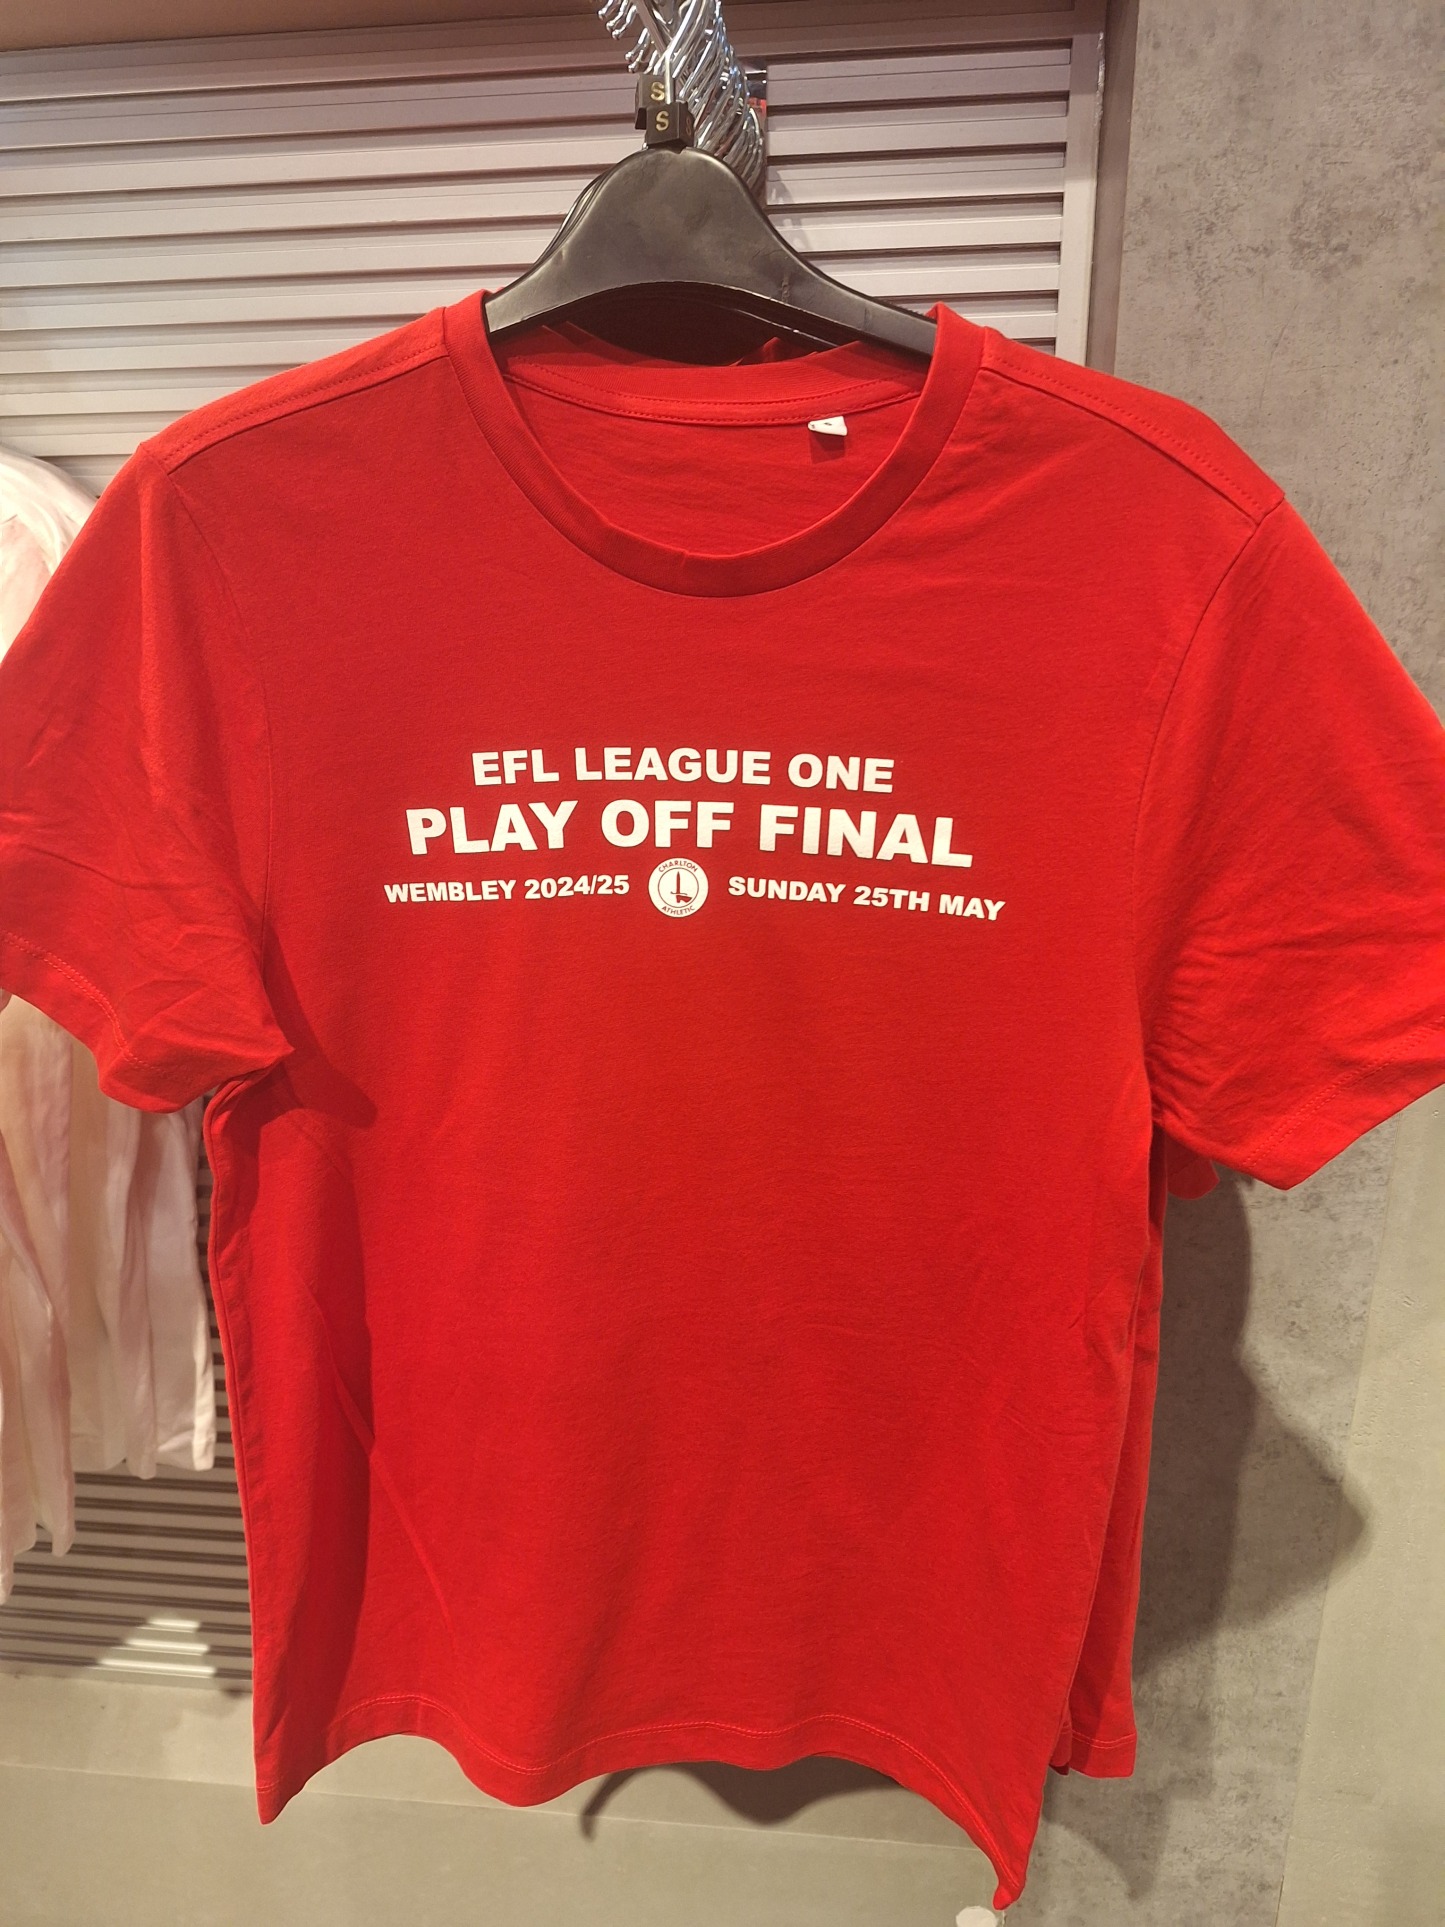 S
S
EFL LEAGUE ONE
PLAY OFF FINAL
WEMBLEY 2024/25 CHARLTON ATHLETIC SUNDAY 25TH MAY